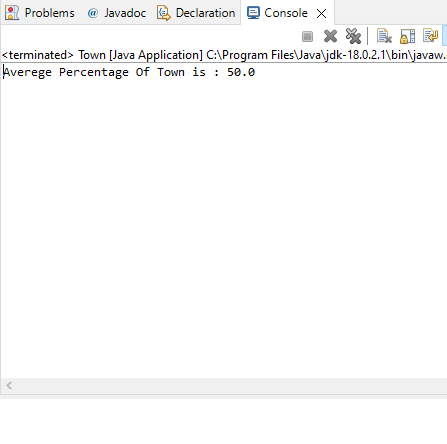 Problems @ Javadoc Declaration Console
<terminated> Town [Java Application] C:\Program Files\Java\jdk-18.0.2.1\bin\javaw.
Averege Percentage Of Town is : 50.0